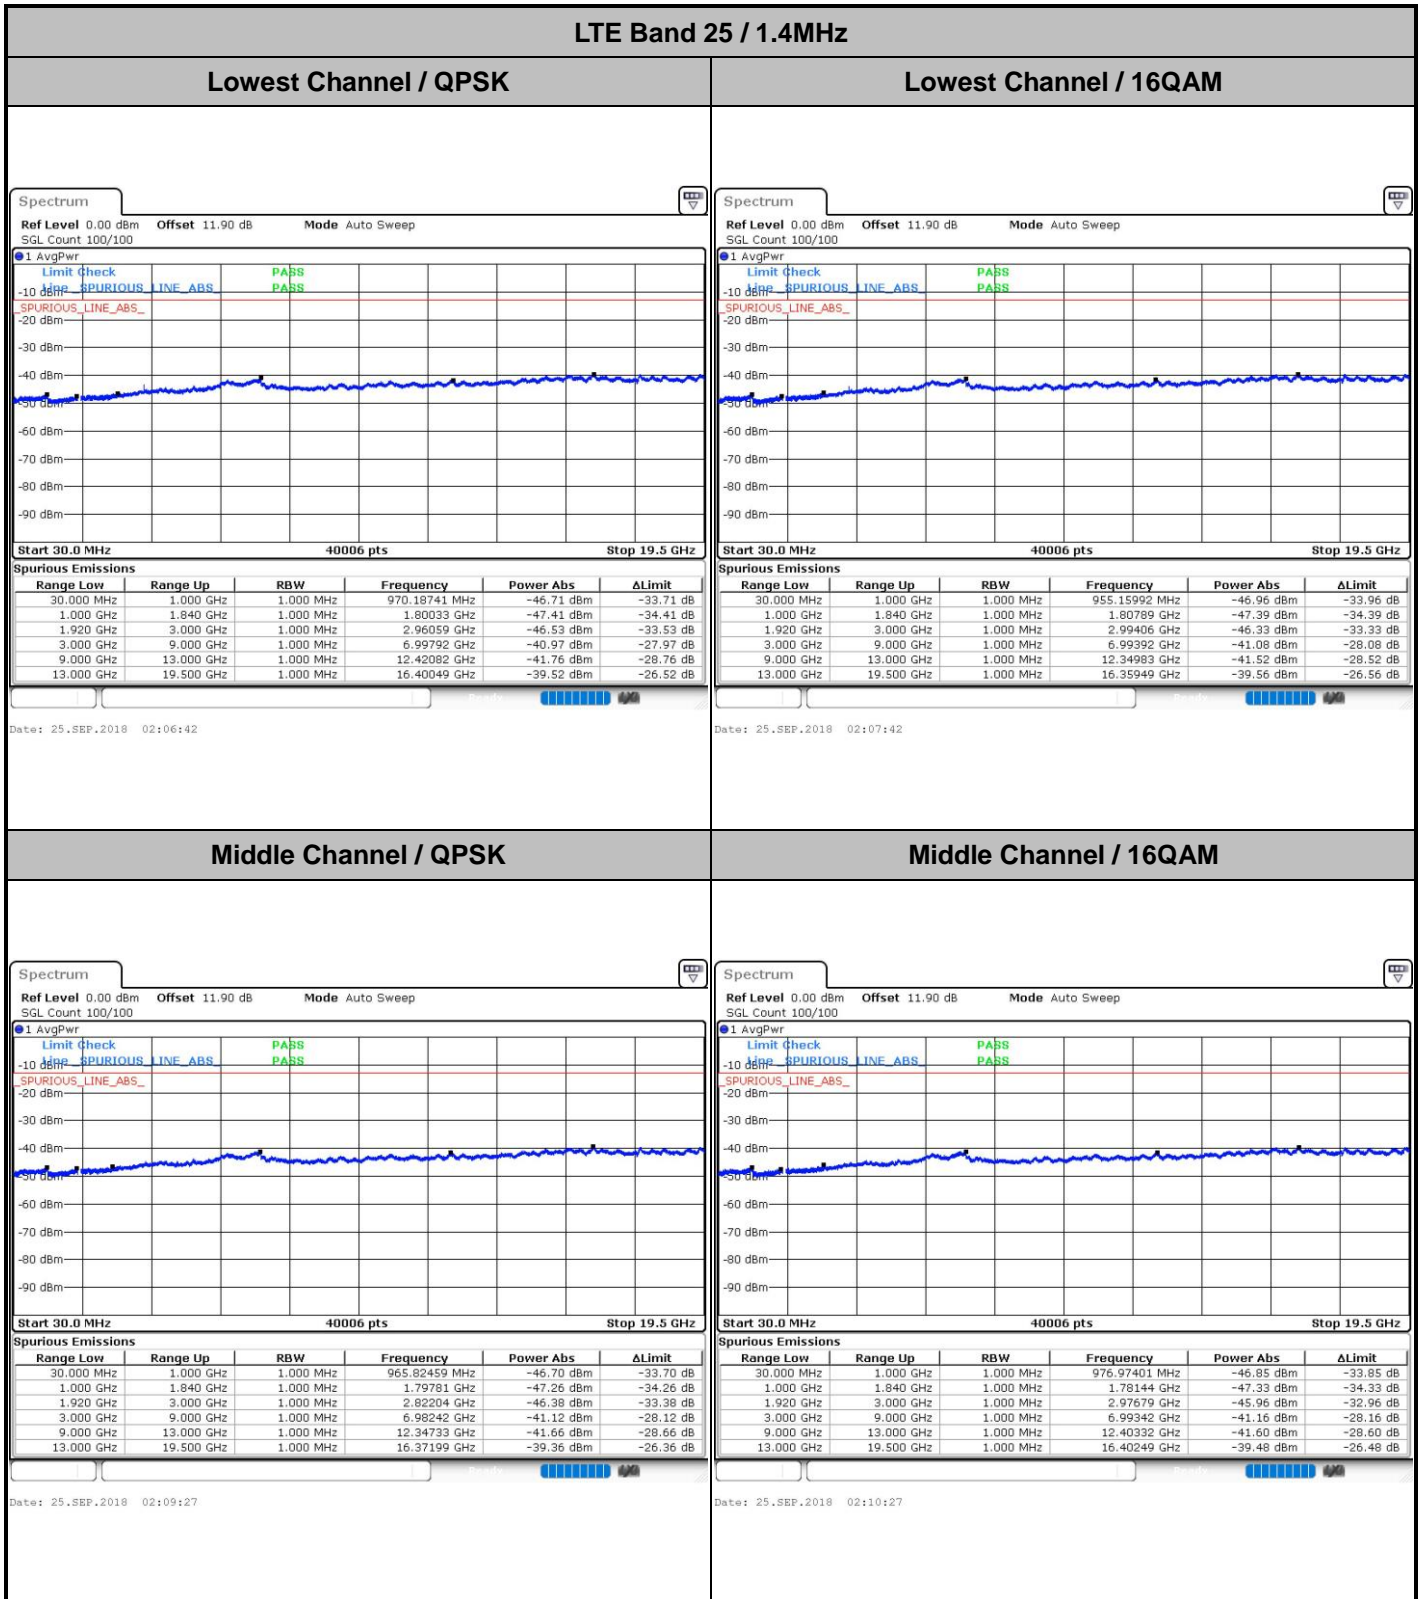 LTE Band 25 / 1.4MHz
Lowest Channel / QPSK
Lowest Channel / 16QAM
Spectrum
Ref Level 0.00 dBm Offset 11.90 dB Mode Auto Sweep
SGL Count 100/100
1 AvgPwr
Limit Check PASS
Line _SPURIOUS_LINE_ABS_ PASS
-10 dBm
_SPURIOUS_LINE_ABS_
-20 dBm
-30 dBm
-40 dBm
-50 dBm
-60 dBm
-70 dBm
-80 dBm
-90 dBm
Start 30.0 MHz 40006 pts Stop 19.5 GHz
Spurious Emissions
Range Low Range Up RBW Frequency Power Abs ΔLimit
30.000 MHz 1.000 GHz 1.000 MHz 970.18741 MHz -46.71 dBm -33.71 dB
1.000 GHz 1.840 GHz 1.000 MHz 1.80033 GHz -47.41 dBm -34.41 dB
1.920 GHz 3.000 GHz 1.000 MHz 2.96059 GHz -46.53 dBm -33.53 dB
3.000 GHz 9.000 GHz 1.000 MHz 6.99792 GHz -40.97 dBm -27.97 dB
9.000 GHz 13.000 GHz 1.000 MHz 12.42082 GHz -41.76 dBm -28.76 dB
13.000 GHz 19.500 GHz 1.000 MHz 16.40049 GHz -39.52 dBm -26.52 dB
Date: 25.SEP.2018 02:06:42
Spectrum
Ref Level 0.00 dBm Offset 11.90 dB Mode Auto Sweep
SGL Count 100/100
1 AvgPwr
Limit Check PASS
Line _SPURIOUS_LINE_ABS_ PASS
-10 dBm
_SPURIOUS_LINE_ABS_
-20 dBm
-30 dBm
-40 dBm
-50 dBm
-60 dBm
-70 dBm
-80 dBm
-90 dBm
Start 30.0 MHz 40006 pts Stop 19.5 GHz
Spurious Emissions
Range Low Range Up RBW Frequency Power Abs ΔLimit
30.000 MHz 1.000 GHz 1.000 MHz 955.15992 MHz -46.96 dBm -33.96 dB
1.000 GHz 1.840 GHz 1.000 MHz 1.80789 GHz -47.39 dBm -34.39 dB
1.920 GHz 3.000 GHz 1.000 MHz 2.99406 GHz -46.33 dBm -33.33 dB
3.000 GHz 9.000 GHz 1.000 MHz 6.99392 GHz -41.08 dBm -28.08 dB
9.000 GHz 13.000 GHz 1.000 MHz 12.34983 GHz -41.52 dBm -28.52 dB
13.000 GHz 19.500 GHz 1.000 MHz 16.35949 GHz -39.56 dBm -26.56 dB
Date: 25.SEP.2018 02:07:42
Middle Channel / QPSK
Middle Channel / 16QAM
Spectrum
Ref Level 0.00 dBm Offset 11.90 dB Mode Auto Sweep
SGL Count 100/100
1 AvgPwr
Limit Check PASS
Line _SPURIOUS_LINE_ABS_ PASS
-10 dBm
_SPURIOUS_LINE_ABS_
-20 dBm
-30 dBm
-40 dBm
-50 dBm
-60 dBm
-70 dBm
-80 dBm
-90 dBm
Start 30.0 MHz 40006 pts Stop 19.5 GHz
Spurious Emissions
Range Low Range Up RBW Frequency Power Abs ΔLimit
30.000 MHz 1.000 GHz 1.000 MHz 965.82459 MHz -46.70 dBm -33.70 dB
1.000 GHz 1.840 GHz 1.000 MHz 1.79781 GHz -47.26 dBm -34.26 dB
1.920 GHz 3.000 GHz 1.000 MHz 2.82204 GHz -46.38 dBm -33.38 dB
3.000 GHz 9.000 GHz 1.000 MHz 6.98242 GHz -41.12 dBm -28.12 dB
9.000 GHz 13.000 GHz 1.000 MHz 12.34733 GHz -41.66 dBm -28.66 dB
13.000 GHz 19.500 GHz 1.000 MHz 16.37199 GHz -39.36 dBm -26.36 dB
Date: 25.SEP.2018 02:09:27
Spectrum
Ref Level 0.00 dBm Offset 11.90 dB Mode Auto Sweep
SGL Count 100/100
1 AvgPwr
Limit Check PASS
Line _SPURIOUS_LINE_ABS_ PASS
-10 dBm
_SPURIOUS_LINE_ABS_
-20 dBm
-30 dBm
-40 dBm
-50 dBm
-60 dBm
-70 dBm
-80 dBm
-90 dBm
Start 30.0 MHz 40006 pts Stop 19.5 GHz
Spurious Emissions
Range Low Range Up RBW Frequency Power Abs ΔLimit
30.000 MHz 1.000 GHz 1.000 MHz 976.97401 MHz -46.85 dBm -33.85 dB
1.000 GHz 1.840 GHz 1.000 MHz 1.78144 GHz -47.33 dBm -34.33 dB
1.920 GHz 3.000 GHz 1.000 MHz 2.97679 GHz -45.96 dBm -32.96 dB
3.000 GHz 9.000 GHz 1.000 MHz 6.99342 GHz -41.16 dBm -28.16 dB
9.000 GHz 13.000 GHz 1.000 MHz 12.40332 GHz -41.60 dBm -28.60 dB
13.000 GHz 19.500 GHz 1.000 MHz 16.40249 GHz -39.48 dBm -26.48 dB
Date: 25.SEP.2018 02:10:27